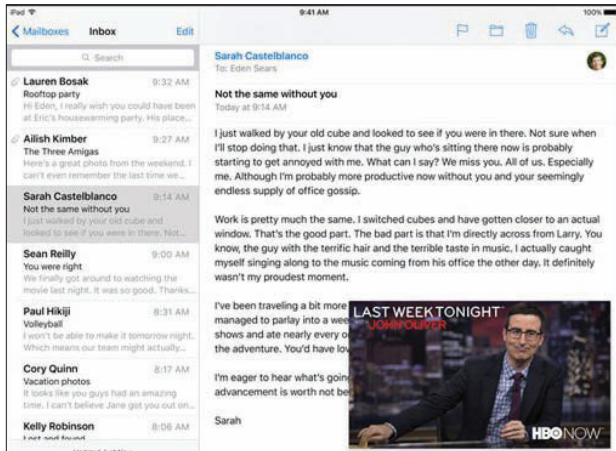 iPad
9:41 AM
100%
Mailboxes
Inbox
Edit
Search
Lauren Bosak
9:32 AM
Rooftop party
Hi Eden, I really wish you could have been
at Eric's housewarming party. His place...
Ailish Kimber
9:27 AM
The Three Amigas
Here's a great photo from the weekend. I
can't even remember the last time we...
Sarah Castelblanco
9:14 AM
Not the same without you
I just walked by your old cube and
looked to see if you were in there. Not...
Sean Reilly
9:00 AM
You were right
We finally got around to watching the
movie last night. It was so good. Thanks...
Paul Hikiji
8:31 AM
Volleyball
I won't be able to make it tomorrow night.
Which means our team might actually...
Cory Quinn
8:17 AM
Vacation photos
It looks like you guys had an amazing
time. I can't believe Jane got you out on...
Kelly Robinson
8:06 AM
Lost and found
Sarah Castelblanco
To: Eden Sears
Not the same without you
Today at 9:14 AM
I just walked by your old cube and looked to see if you were in there. Not sure when
I'll stop doing that. I just know that the guy who's sitting there now is probably
starting to get annoyed with me. What can I say? We miss you. All of us. Especially
me. Although I'm probably more productive now without you and your seemingly
endless supply of office gossip.
Work is pretty much the same. I switched cubes and have gotten closer to an actual
window. That's the good part. The bad part is that I'm directly across from Larry. You
know, the guy with the terrific hair and the terrible taste in music. I actually caught
myself singing along to the music coming from his office the other day. It definitely
wasn't my proudest moment.
I've been traveling a bit more
managed to parlay into a wee
shows and ate nearly every o
the adventure. You'd have lov
I'm eager to hear what's going
advancement is worth not be
Sarah
LAST WEEK TONIGHT
JOHN OLIVER
HBO NOW